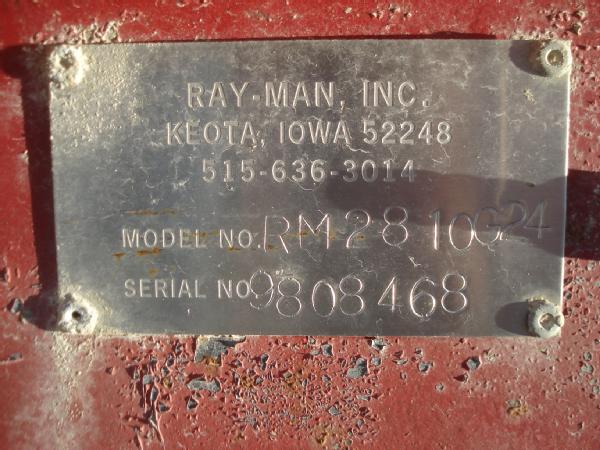 RAY-MAN, INC.
KEOTA, IOWA 52248
515-636-3014
MODEL NO. RM2810G24
SERIAL NO 9808468